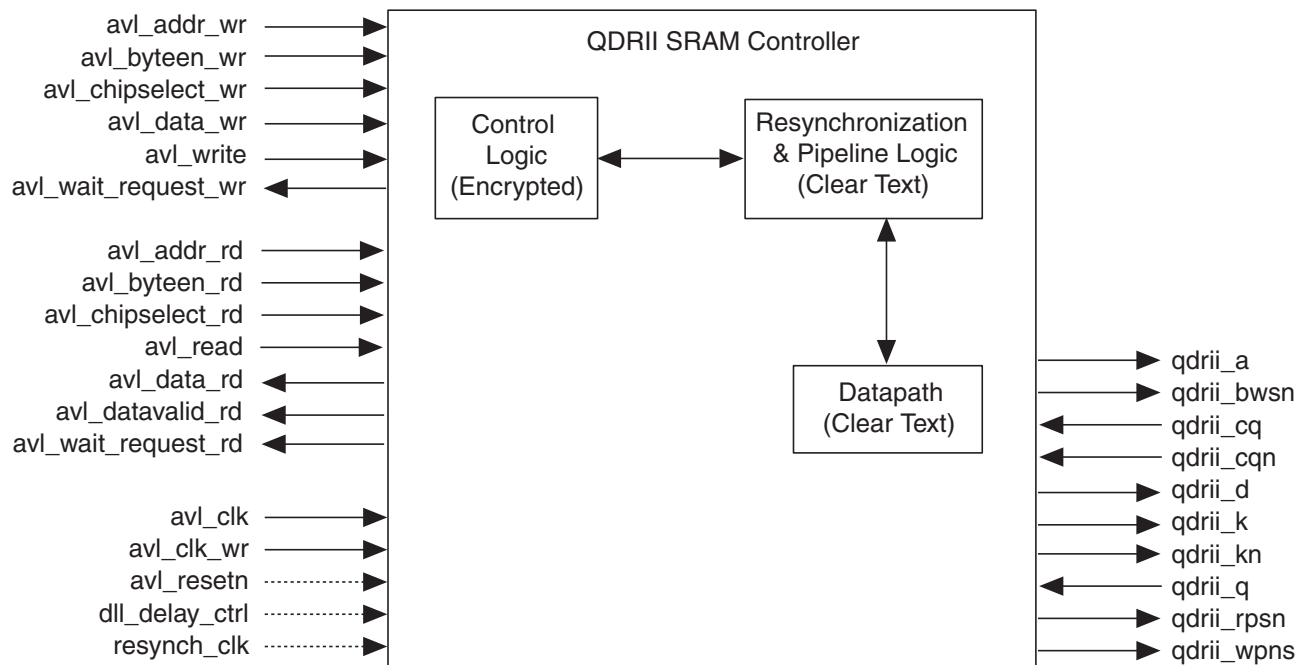 avl_addr_wr
avl_byteen_wr
avl_chipselect_wr
avl_data_wr
avl_write
avl_wait_request_wr
avl_addr_rd
avl_byteen_rd
avl_chipselect_rd
avl_read
avl_data_rd
avl_datavalid_rd
avl_wait_request_rd
avl_clk
avl_clk_wr
avl_resetn
dll_delay_ctrl
resynch_clk
QDRII SRAM Controller
Control
Logic
(Encrypted)
Resynchronization
& Pipeline Logic
(Clear Text)
Datapath
(Clear Text)
qdrii_a
qdrii_bwsn
qdrii_cq
qdrii_cqn
qdrii_d
qdrii_k
qdrii_kn
qdrii_q
qdrii_rpsn
qdrii_wpns